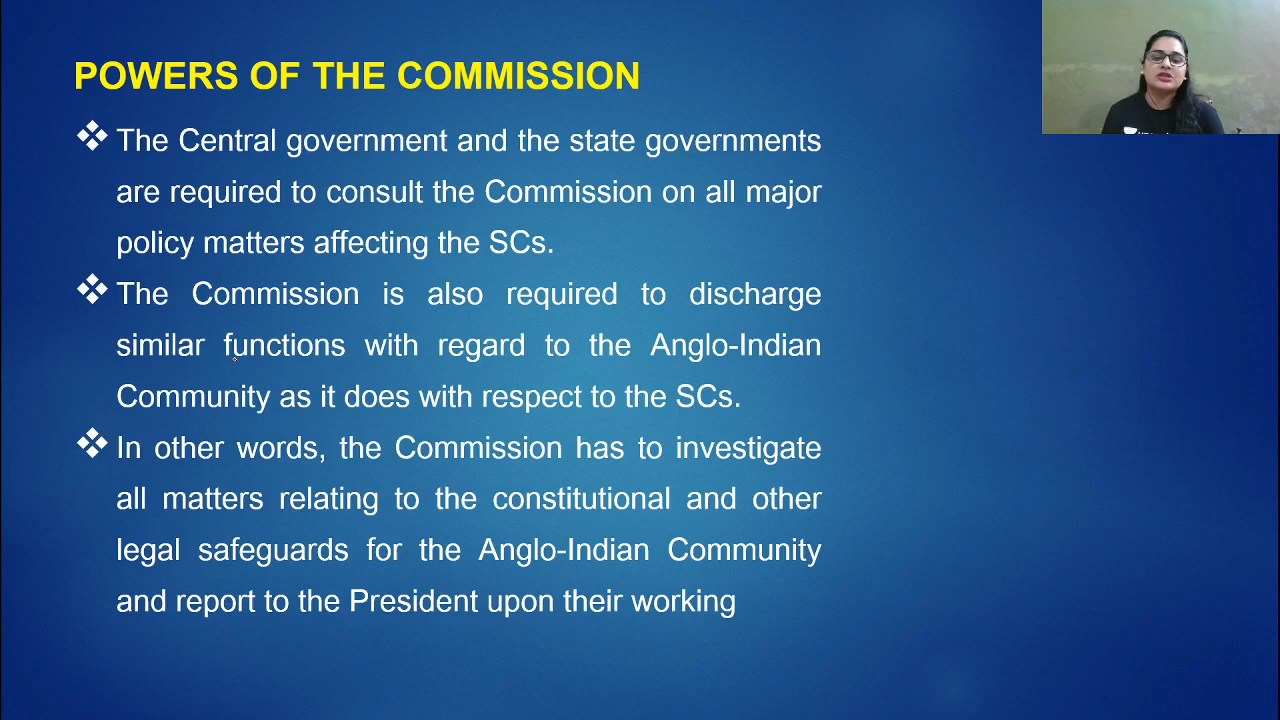 POWERS OF THE COMMISSION
The Central government and the state governments
are required to consult the Commission on all major
policy matters affecting the SCs.
The Commission is also required to discharge
similar functions with regard to the Anglo-Indian
Community as it does with respect to the SCs.
In other words, the Commission has to investigate
all matters relating to the constitutional and other
legal safeguards for the Anglo-Indian Community
and report to the President upon their working